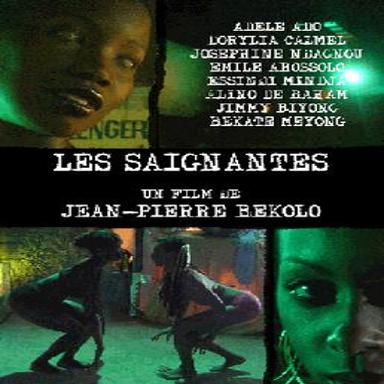 ADELE ADO
DORYLIA CALMEL
JOSEPHINE NDAGNOU
EMILE ABOSSOLO
ESSINDI MINDJA
ALINO DE BAHAM
JIMMY BIYONG
BEKATE MEYONG
ENGER
LES SAIGNANTES
UN FILM DE
JEAN-PIERRE BEKOLO